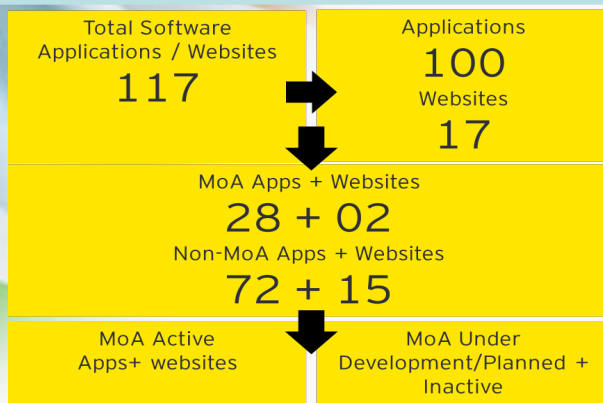 Total Software
Applications / Websites
117
Applications
100
Websites
17
MoA Apps + Websites
28 + 02
Non-MoA Apps + Websites
72 + 15
MoA Active
Apps+ websites
MoA Under
Development/Planned +
Inactive